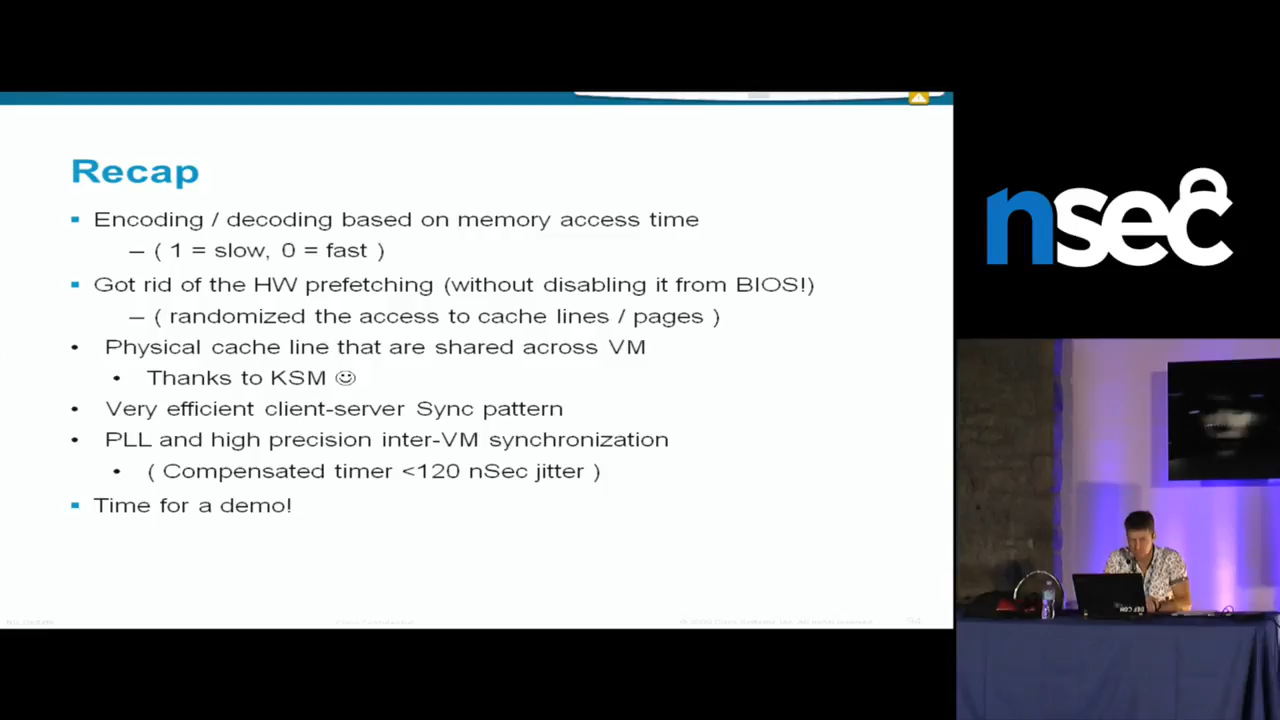 Recap
▪ Encoding / decoding based on memory access time
– ( 1 = slow, 0 = fast )
▪ Got rid of the HW prefetching (without disabling it from BIOS!)
– ( randomized the access to cache lines / pages )
• Physical cache line that are shared across VM
• Thanks to KSM ☺
• Very efficient client-server Sync pattern
• PLL and high precision inter-VM synchronization
• ( Compensated timer <120 nSec jitter )
▪ Time for a demo!
94
nsec
DEF CON